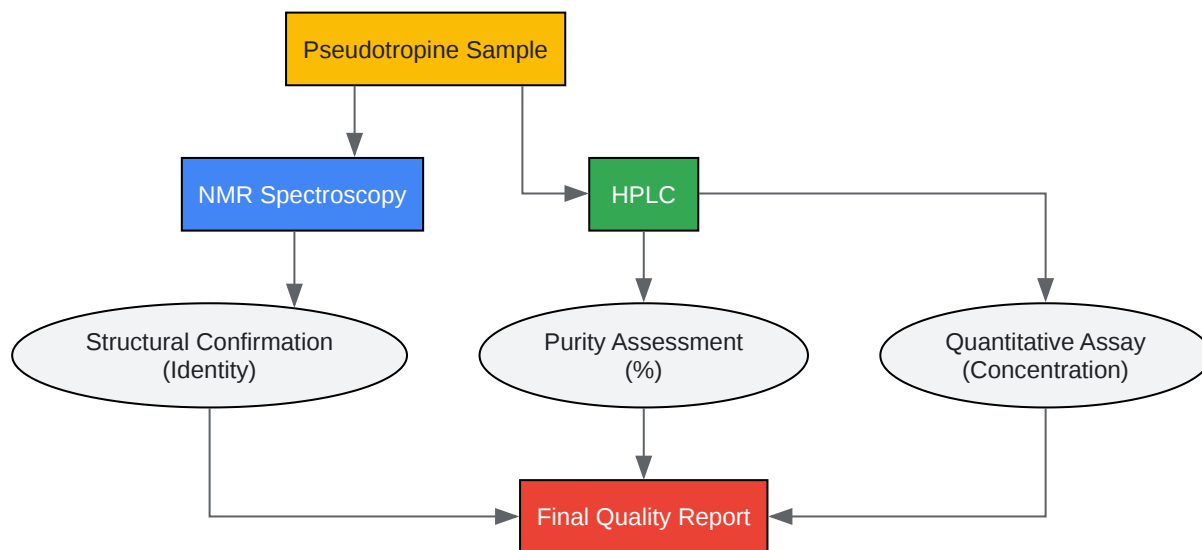 Pseudotropine Sample
NMR Spectroscopy
HPLC
Structural Confirmation
(Identity)
Purity Assessment
(%)
Quantitative Assay
(Concentration)
Final Quality Report